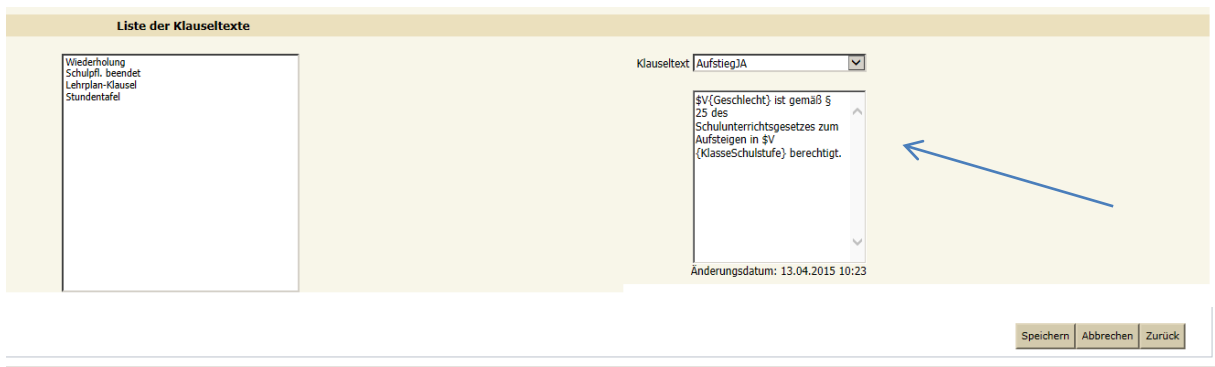 Liste der Klauseltexte
Wiederholung
Schulpfl. beendet
Lehrplan-Klausel
Stundentafel
Klauseltext AufstiegJA
$V{Geschlecht} ist gemäß §
25 des
Schulunterrichtsgesetzes zum
Aufsteigen in $V
{KlasseSchulstufe} berechtigt.
Änderungsdatum: 13.04.2015 10:23
Speichern Abbrechen Zurück